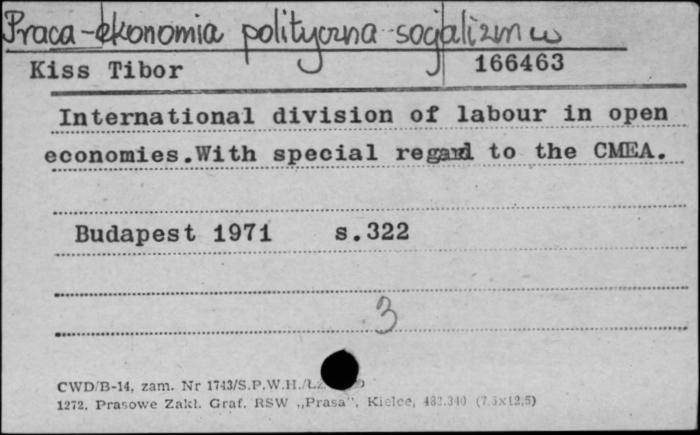 Praca-ekonomia polityczna socjalizmu
Kiss Tibor 166463
International division of labour in open
economies.With special regard to the CMEA.
Budapest 1971 s.322
3
CWD/B-14, zam. Nr 1743/S.P.W.H./Łż
1272, Prasowe Zakł. Graf. RSW „Prasa”, Kielce, 482.340 (7,5x12,5)